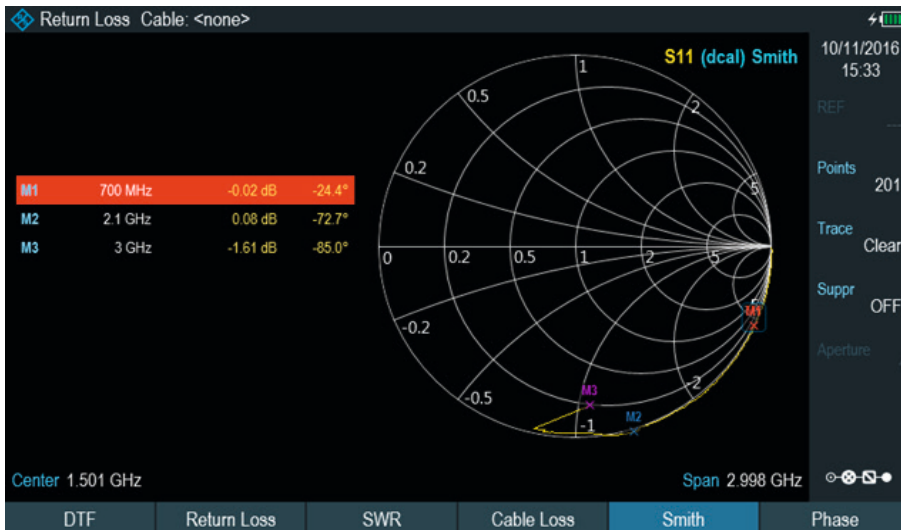 Return Loss Cable: <none>
10/11/2016
15:33
REF
Points
201
Trace
Clear
Suppr
OFF
Aperture
S11 (dcal) Smith
M1 700 MHz -0.02 dB -24.4°
M2 2.1 GHz 0.08 dB -72.7°
M3 3 GHz -1.61 dB -85.0°
1
0.5
2
0.2
5
0 0.2 0.5 1 2 5
M1
-0.2
-0.5
-2
M3
M2
-1
Center 1.501 GHz
Span 2.998 GHz
DTF Return Loss SWR Cable Loss Smith Phase